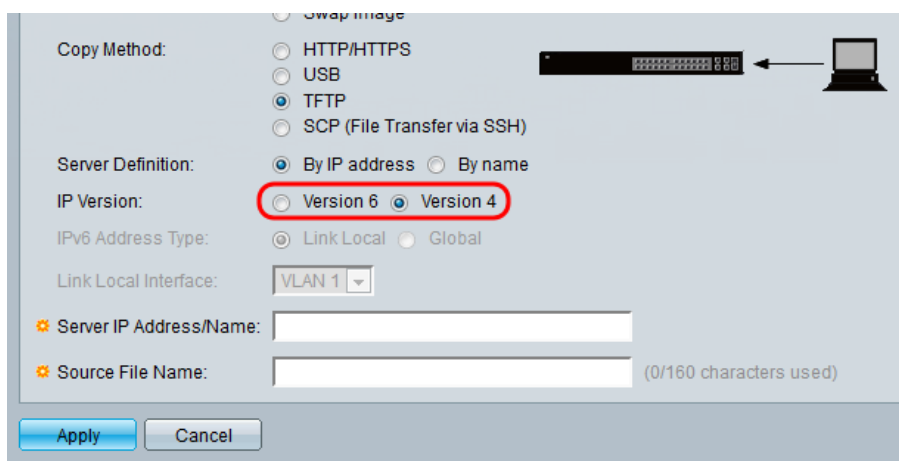 Swap Image
Copy Method: HTTP/HTTPS
USB
TFTP
SCP (File Transfer via SSH)
Server Definition: By IP address By name
IP Version: Version 6 Version 4
IPv6 Address Type: Link Local Global
Link Local Interface: VLAN 1
Server IP Address/Name:
Source File Name: (0/160 characters used)
Apply Cancel